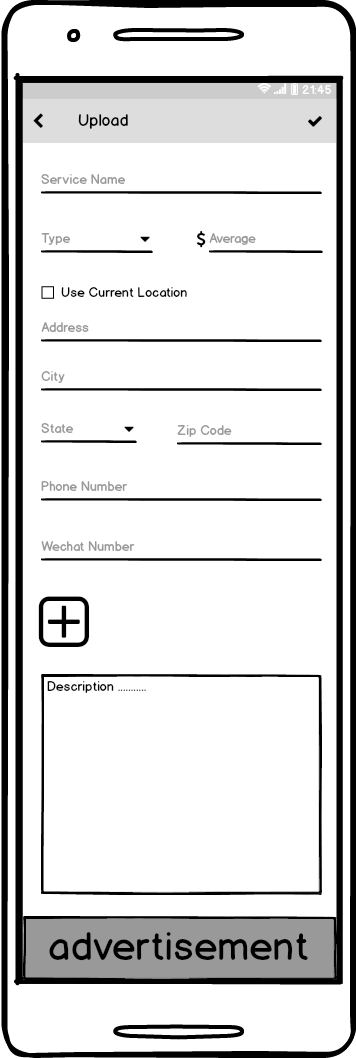 21:45
Upload
Service Name
Type $ Average
Use Current Location
Address
City
State Zip Code
Phone Number
Wechat Number
Description ...........
advertisement